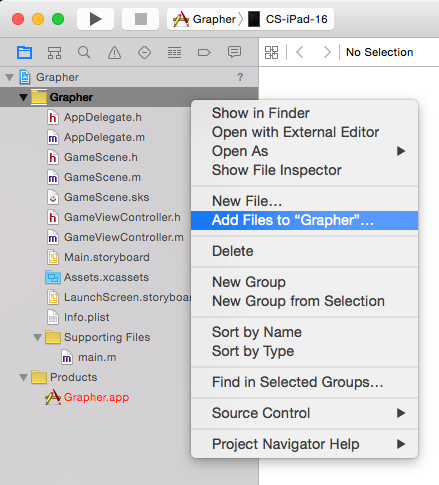 Grapher
CS-iPad-16
No Selection
Grapher
?
Grapher
AppDelegate.h
AppDelegate.m
GameScene.h
GameScene.m
GameScene.sks
GameViewController.h
GameViewController.m
Main.storyboard
Assets.xcassets
LaunchScreen.storyboa
Info.plist
Supporting Files
main.m
Products
Grapher.app
Show in Finder
Open with External Editor
Open As
Show File Inspector
New File…
Add Files to “Grapher”…
Delete
New Group
New Group from Selection
Sort by Name
Sort by Type
Find in Selected Groups…
Source Control
Project Navigator Help